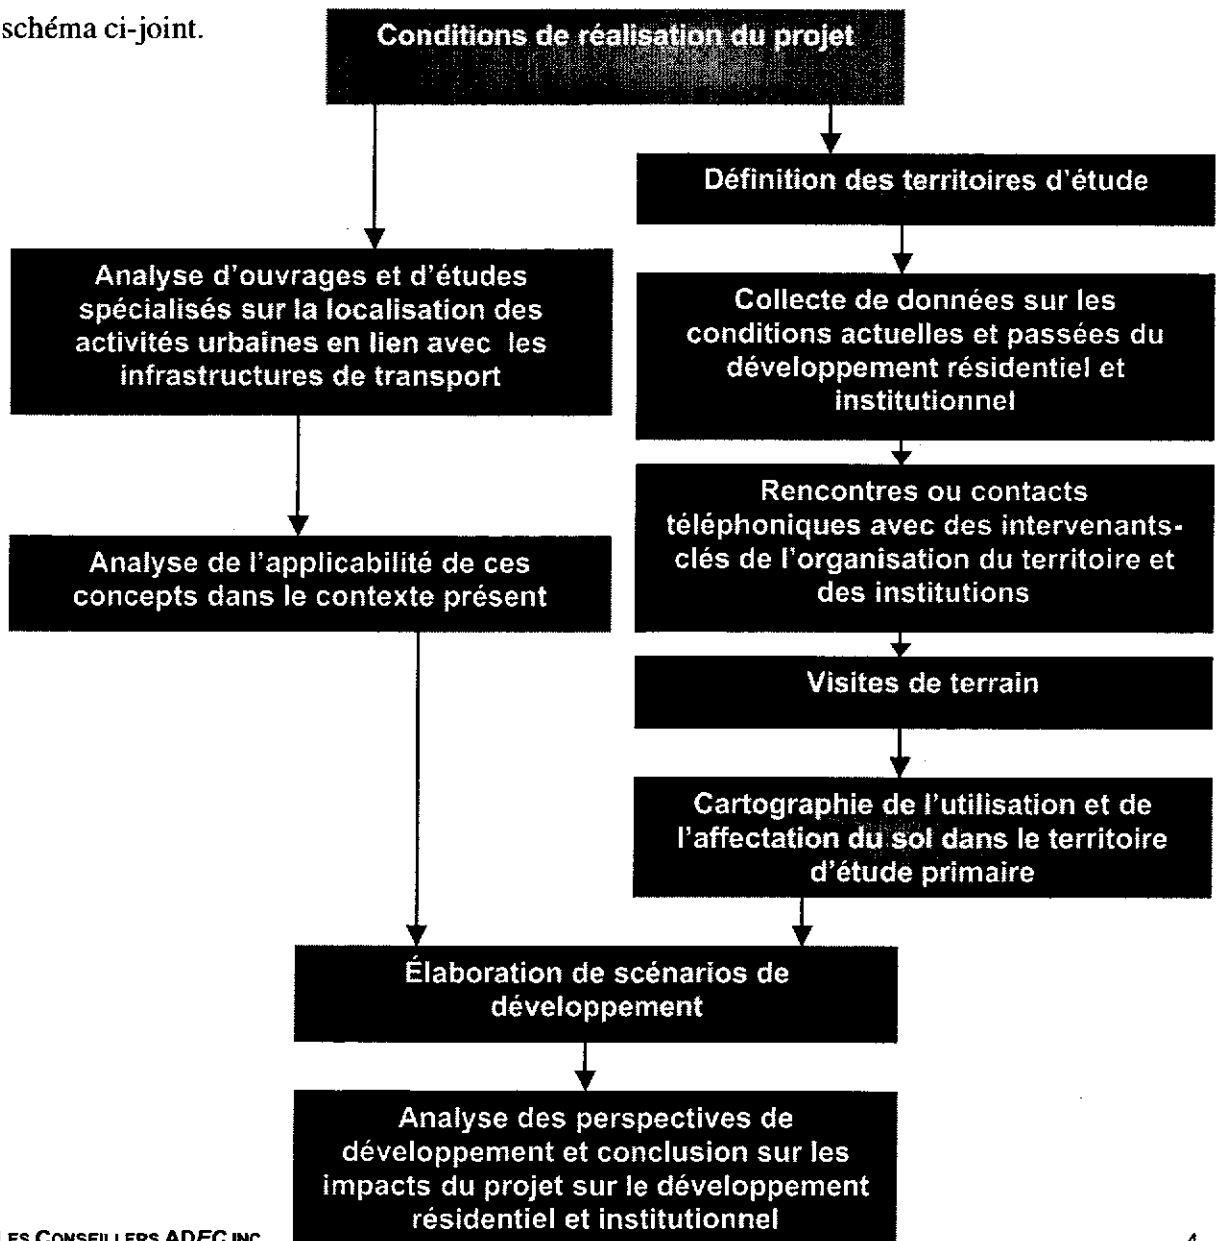 schéma ci-joint.
Conditions de réalisation du projet
Définition des territoires d'étude
Analyse d'ouvrages et d'études
spécialisés sur la localisation des
activités urbaines en lien avec les
infrastructures de transport
Collecte de données sur les
conditions actuelles et passées du
développement résidentiel et
institutionnel
Rencontres ou contacts
téléphoniques avec des intervenants-
clés de l'organisation du territoire et
des institutions
Analyse de l'applicabilité de ces
concepts dans le contexte présent
Visites de terrain
Cartographie de l'utilisation et de
l'affectation du sol dans le territoire
d'étude primaire
Élaboration de scénarios de
développement
Analyse des perspectives de
développement et conclusion sur les
impacts du projet sur le développement
résidentiel et institutionnel
LES CONSEILLERS ADEC INC
4